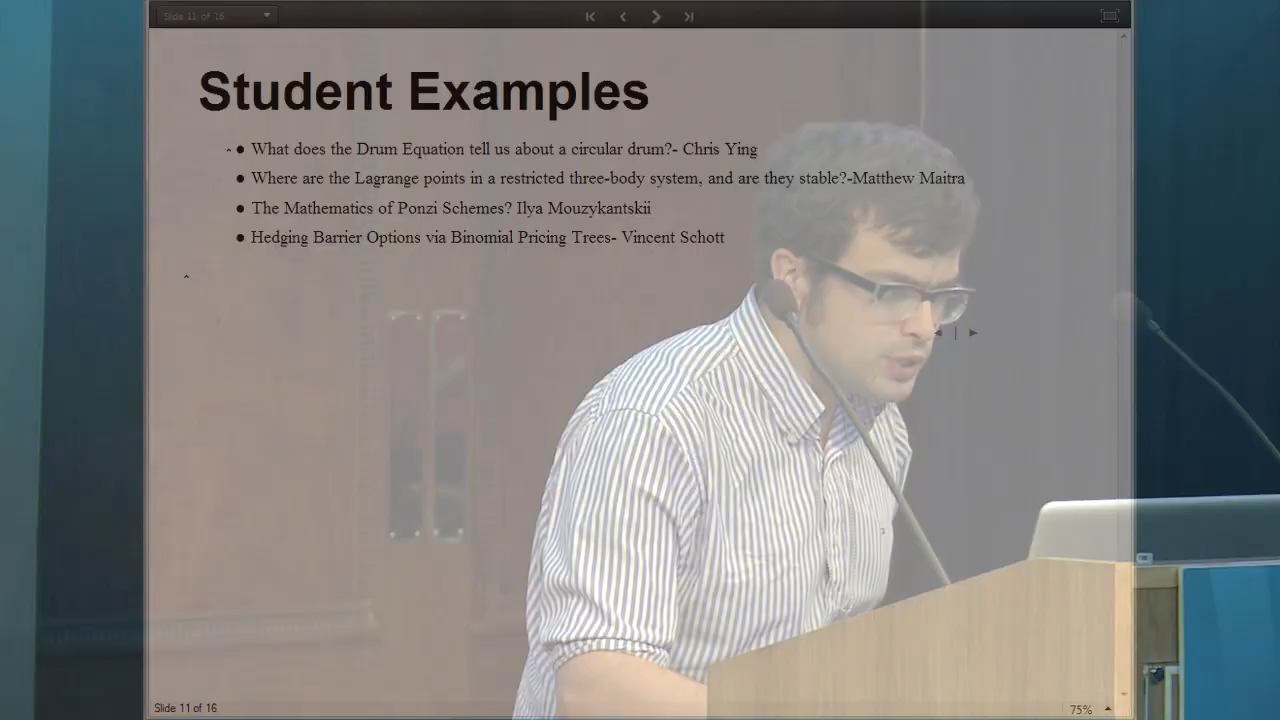 Slide 11 of 16
Student Examples
● What does the Drum Equation tell us about a circular drum?- Chris Ying
● Where are the Lagrange points in a restricted three-body system, and are they stable?-Matthew Maitra
● The Mathematics of Ponzi Schemes? Ilya Mouzykantskii
● Hedging Barrier Options via Binomial Pricing Trees- Vincent Schott
Slide 11 of 16
75%